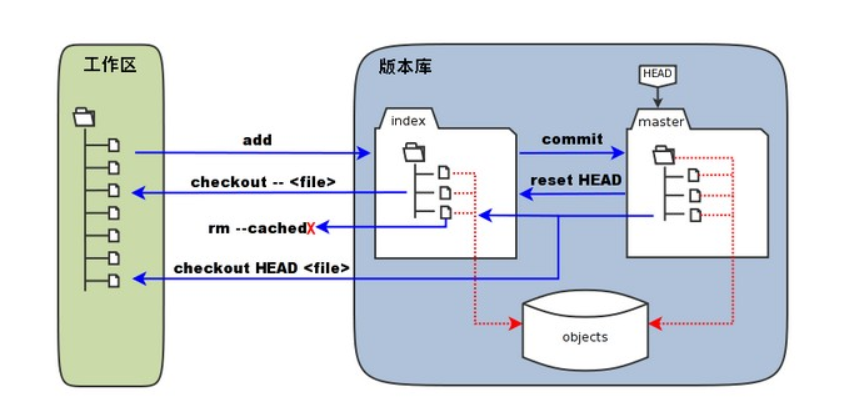 工作区
版本库
HEAD
index
master
add
commit
checkout -- <file>
reset HEAD
rm --cachedX
checkout HEAD <file>
objects